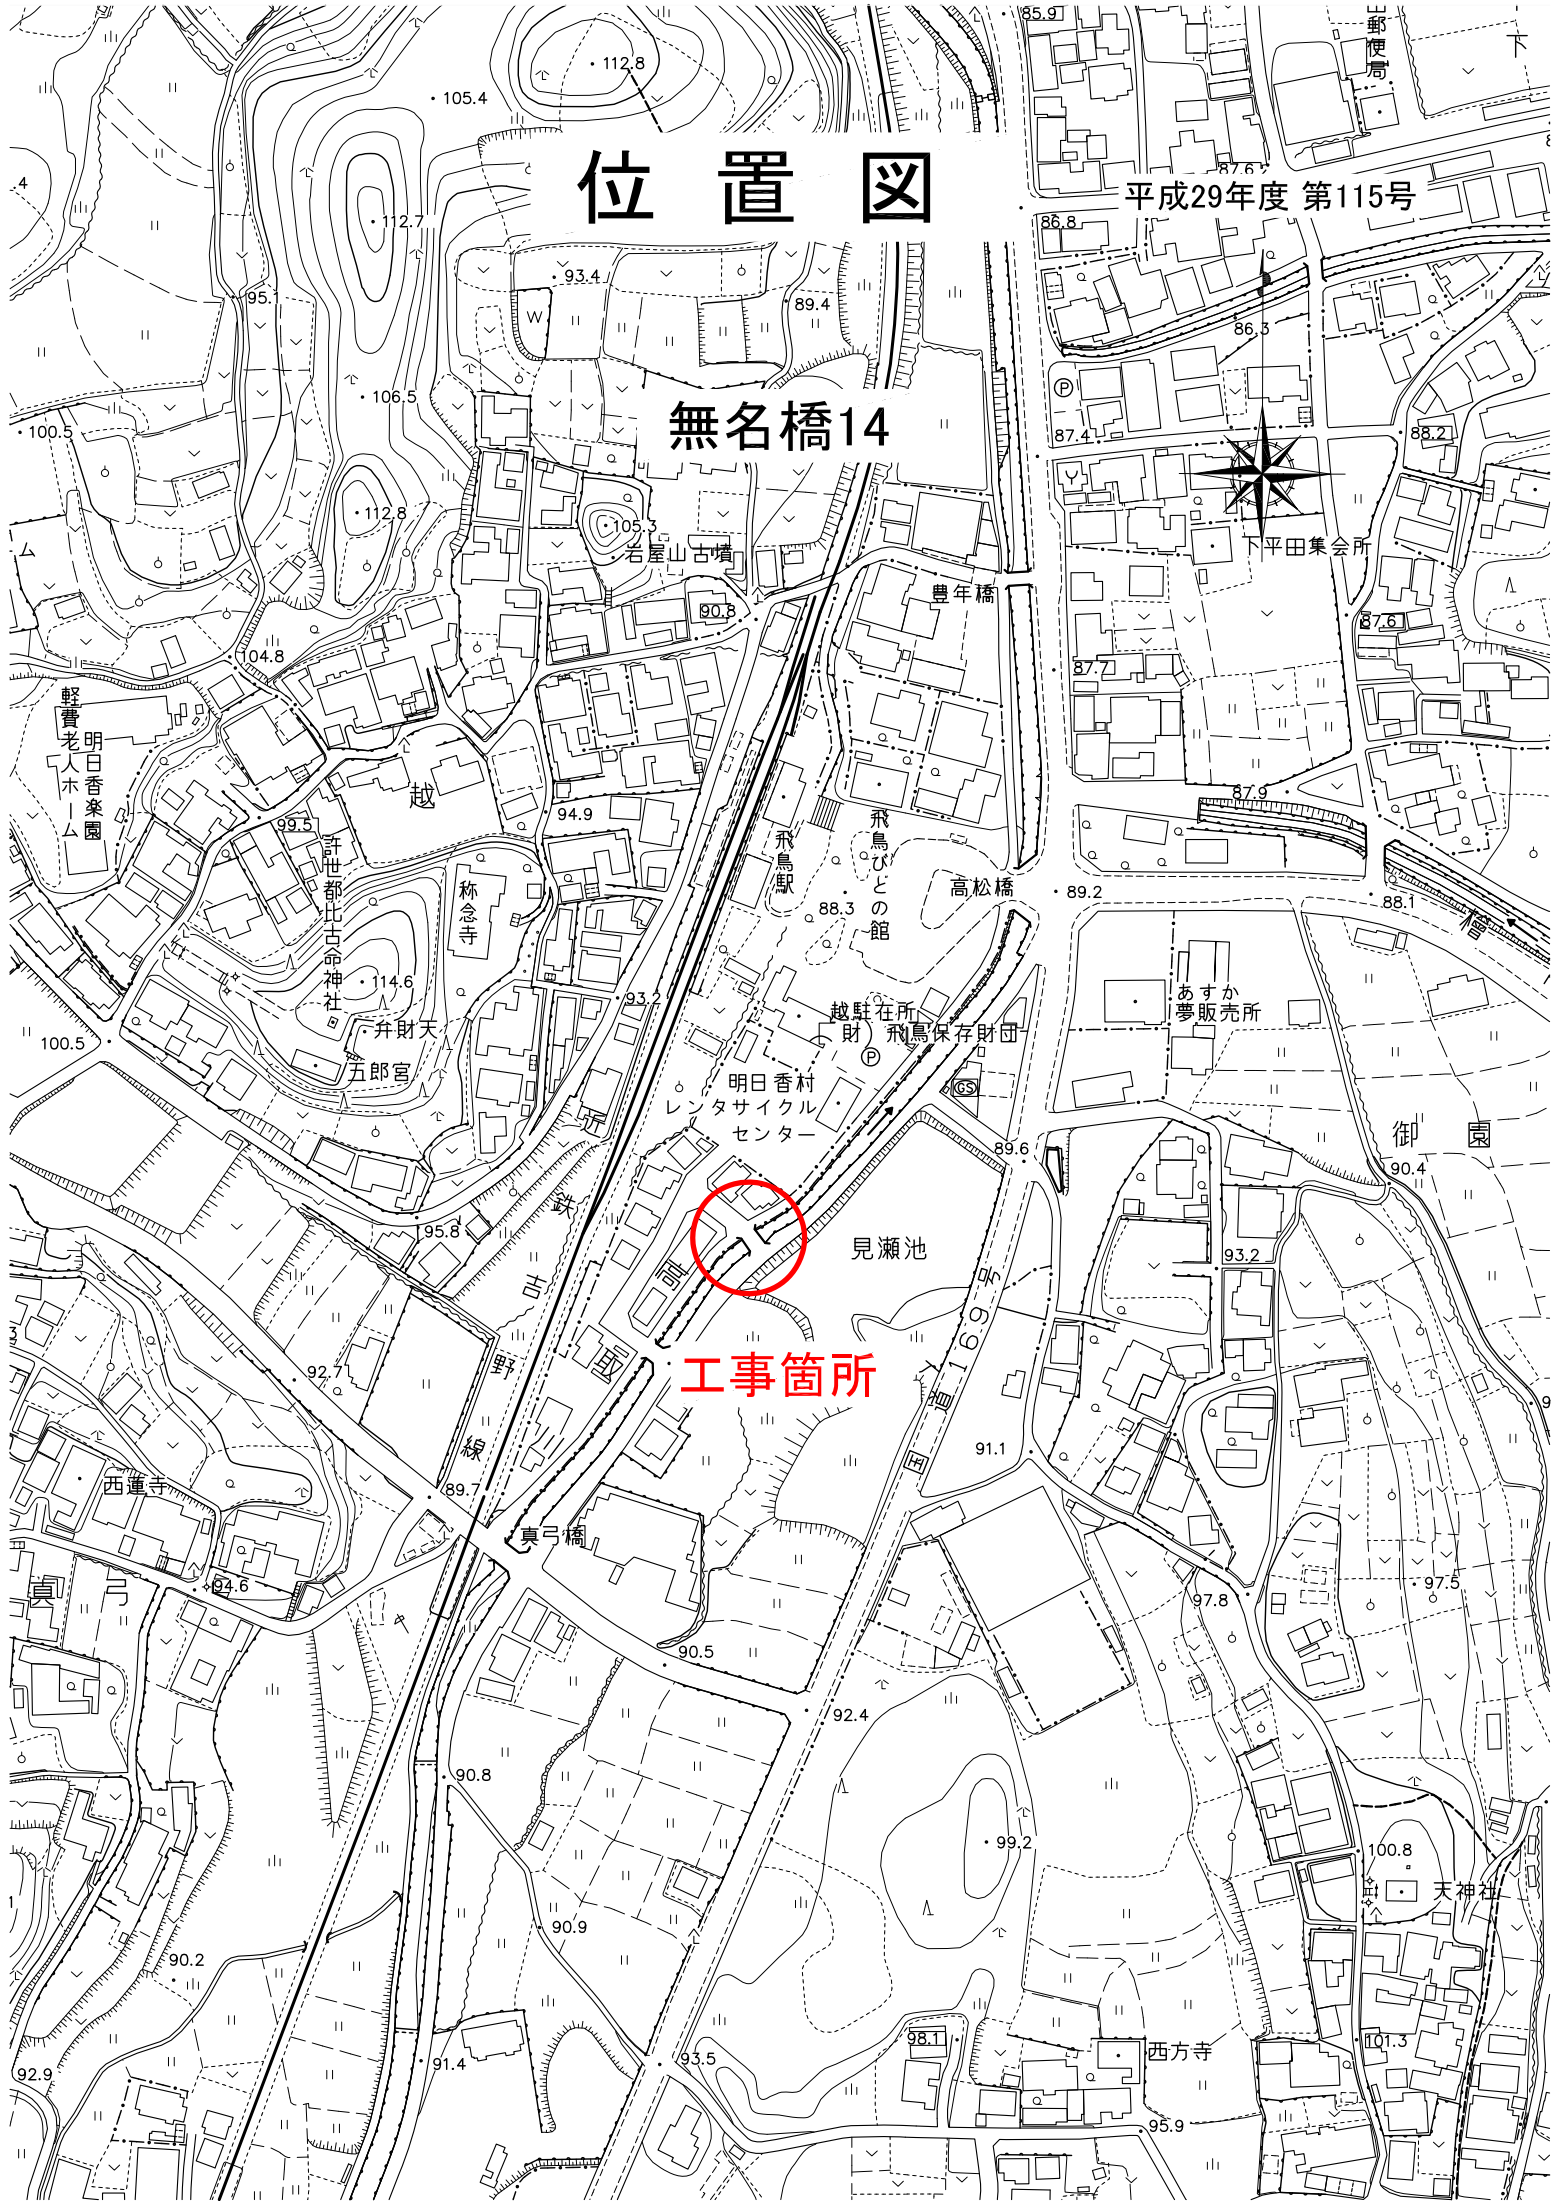 85.9
山郵便局
下
112.8
105.4
位置図
87.6
平成29年度 第115号
112.7
86.8
93.4
95.1
89.4
86.3
W
106.5
P
無名橋14
100.5
87.4
88.2
112.8
105.3
岩屋山古墳
下平田集会所
豊年橋
90.8
87.6
104.8
87.7
軽費老人ホーム
明日香楽園
越
87.9
99.5
94.9
許世都比古命神社
飛鳥駅
飛鳥びとの館
称念寺
高松橋
89.2
88.3
88.1
檜
114.6
93.2
あすか
夢販売所
弁財天
越駐在所
財 飛鳥保存財団
100.5
P
五郎宮
明日香村
レンタサイクル
センター
GS
近鉄吉野線
御園
89.6
90.4
95.8
見瀬池
93.2
国道169号
92.7
工事箇所
91.1
西蓮寺
89.7
真弓橋
真弓
94.6
97.5
97.8
90.5
92.4
90.8
99.2
100.8
天神社
90.9
90.2
98.1
西方寺
101.3
91.4
93.5
92.9
95.9